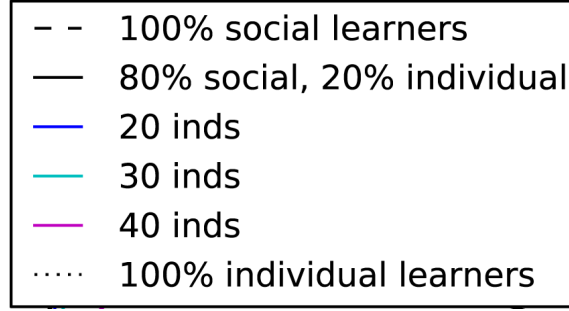 100% social learners
80% social, 20% individual
20 inds
30 inds
40 inds
100% individual learners